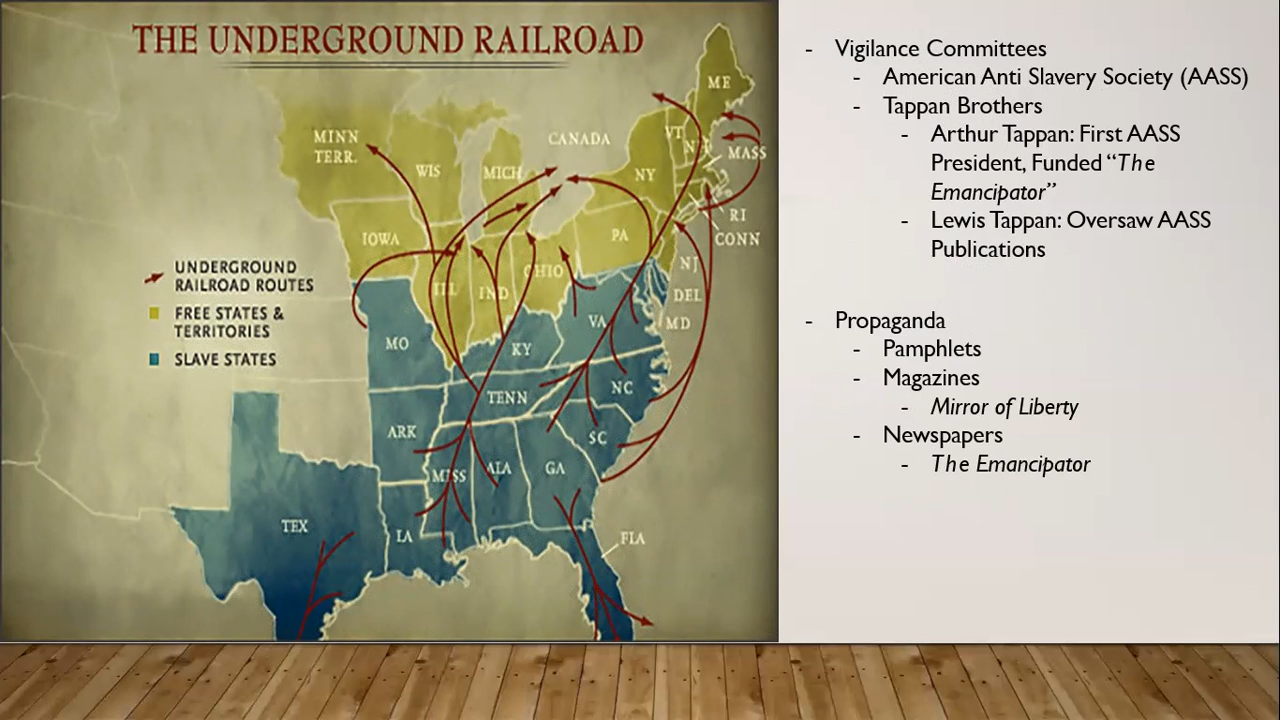 THE UNDERGROUND RAILROAD
ME
MINN
TERR.
CANADA
VT
MASS
WIS
MICH
NY
RI
IOWA
PA
CONN
NJ
UNDERGROUND
RAILROAD ROUTES
OHIO
ILL
IND
DEL
FREE STATES &
TERRITORIES
VA
MD
MO
KY
SLAVE STATES
TENN
NC
ARK
SC
MISS
ALA
GA
TEX
LA
FLA
- Vigilance Committees
- American Anti Slavery Society (AASS)
- Tappan Brothers
- Arthur Tappan: First AASS
President, Funded “The
Emancipator”
- Lewis Tappan: Oversaw AASS
Publications
- Propaganda
- Pamphlets
- Magazines
- Mirror of Liberty
- Newspapers
- The Emancipator